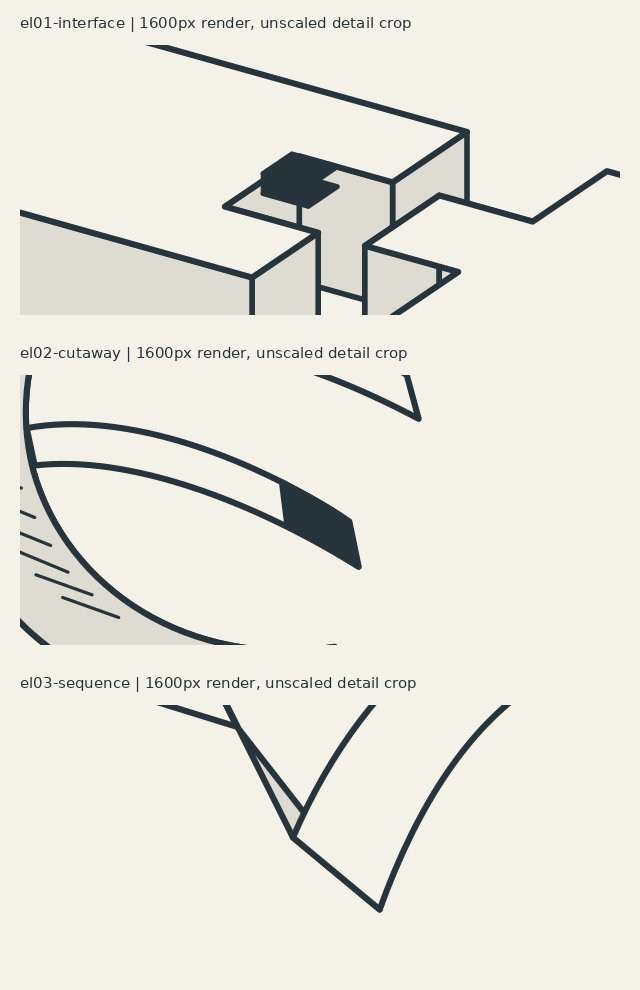 el01-interface | 1600px render, unscaled detail crop
el02-cutaway | 1600px render, unscaled detail crop
el03-sequence | 1600px render, unscaled detail crop